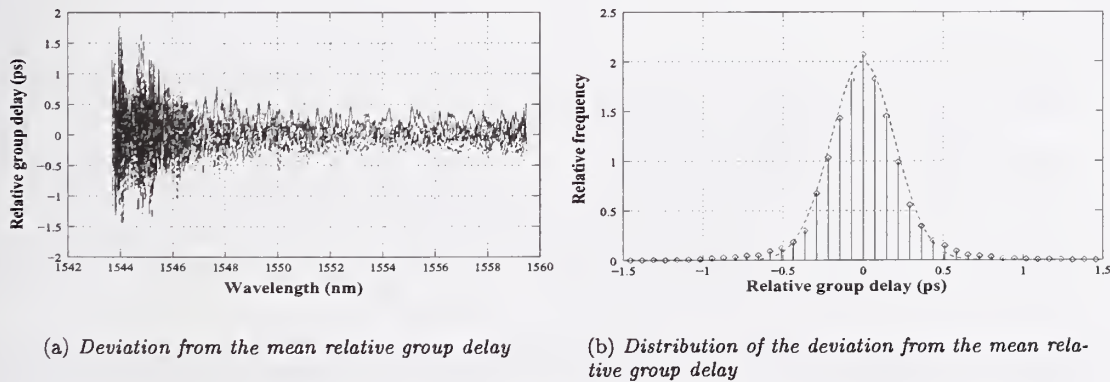 Relative group delay (ps)
2
1.5
1
0.5
0
−0.5
−1
−1.5
−2
1542 1544 1546 1548 1550 1552 1554 1556 1558 1560
Wavelength (nm)
(a) Deviation from the mean relative group delay
Relative frequency
2.5
2
1.5
1
0.5
0
−1.5 −1 −0.5 0 0.5 1 1.5
Relative group delay (ps)
(b) Distribution of the deviation from the mean rela-
tive group delay